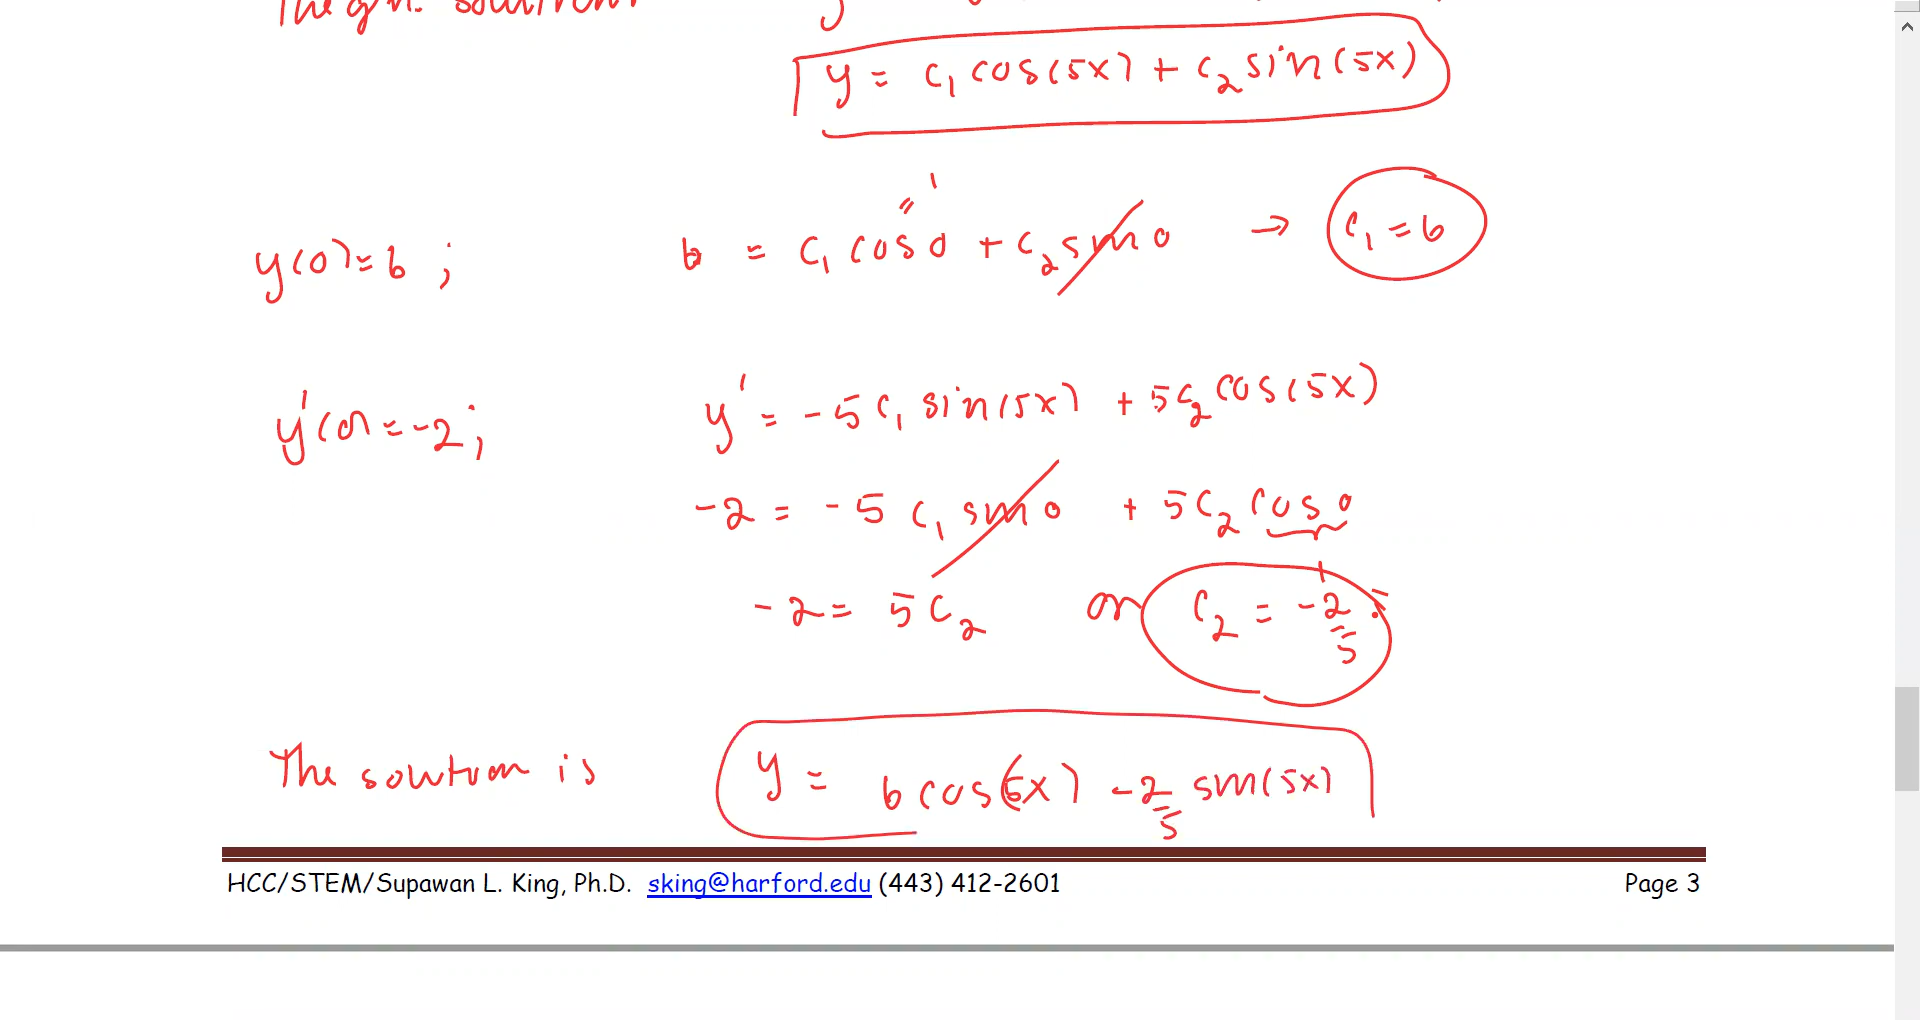 y = c₁ cos(5x) + c₂ sin(5x)
= 1
y(0) = 6 ; 6 = c₁ cos 0 + c₂ sin 0 → c₁ = 6
y'(0) = -2 ; y' = -5c₁ sin(5x) + 5c₂ cos(5x)
-2 = -5 c₁ sin 0 + 5c₂ cos 0
1
-2 = 5c₂ or c₂ = -2/5
The solution is y = 6 cos(5x) - 2/5 sin(5x)
HCC/STEM/Supawan L. King, Ph.D. sking@harford.edu (443) 412-2601 Page 3